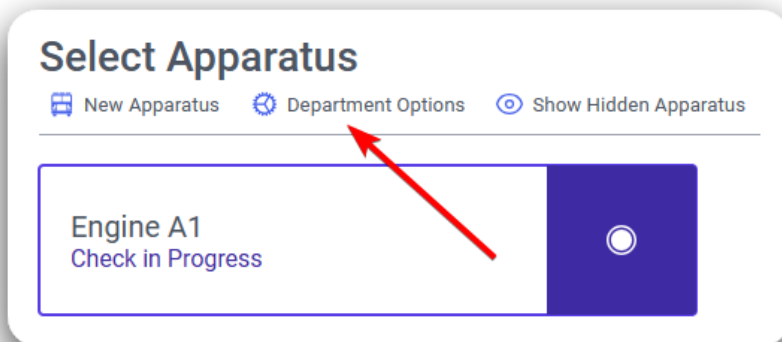 Select Apparatus
New Apparatus Department Options Show Hidden Apparatus
Engine A1
Check in Progress